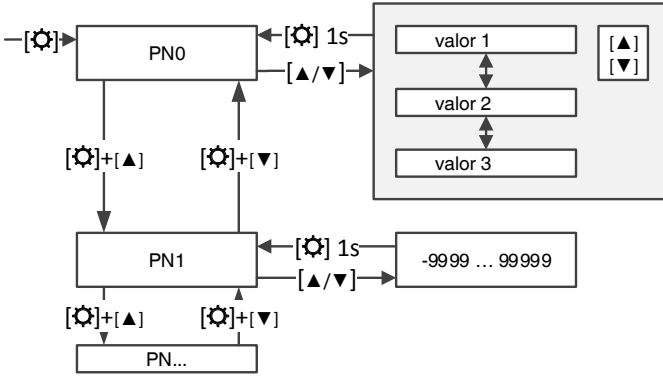 [⚙]
PN0
[⚙] 1s
[▲/▼]
valor 1
valor 2
valor 3
[▲]
[▼]
[⚙]+[▲]
[⚙]+[▼]
PN1
[⚙] 1s
[▲/▼]
-9999 ... 99999
[⚙]+[▲]
[⚙]+[▼]
PN...